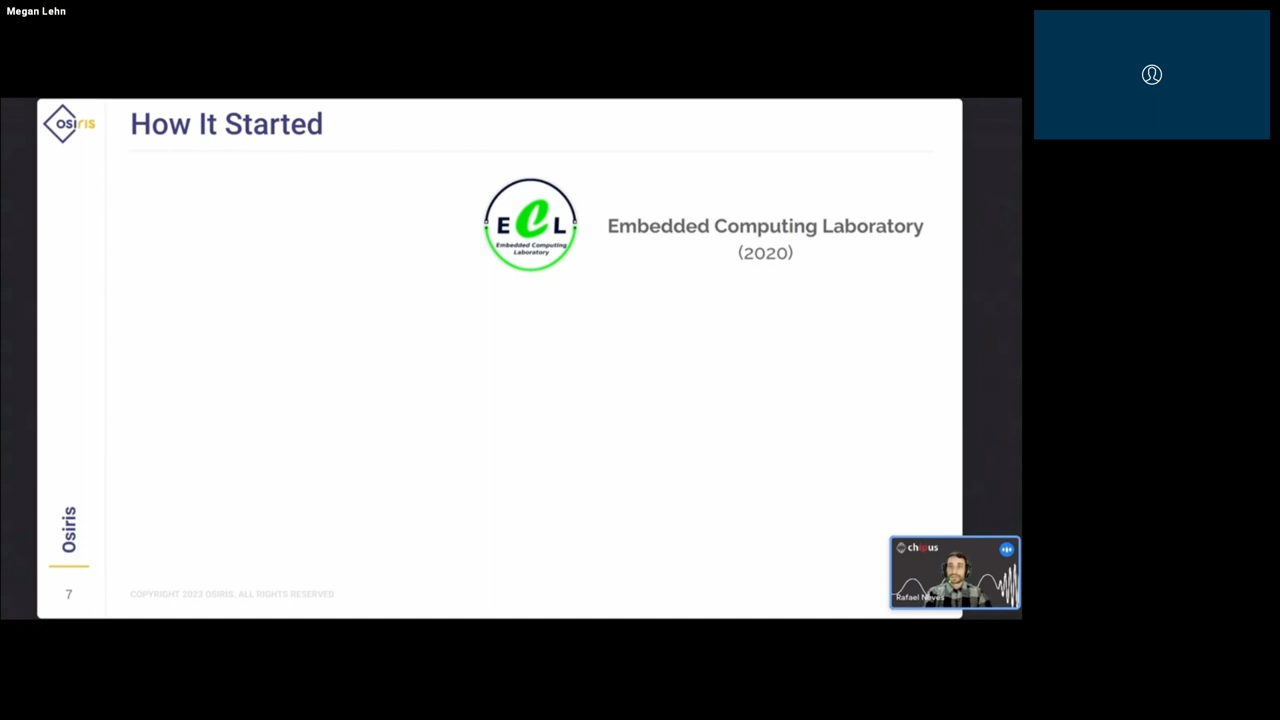 Megan Lehn
osiris
How It Started
E e L
Embedded Computing
Laboratory
Embedded Computing Laboratory
(2020)
Osiris
7
COPYRIGHT 2023 OSIRIS. ALL RIGHTS RESERVED
chipus
Rafael Neves